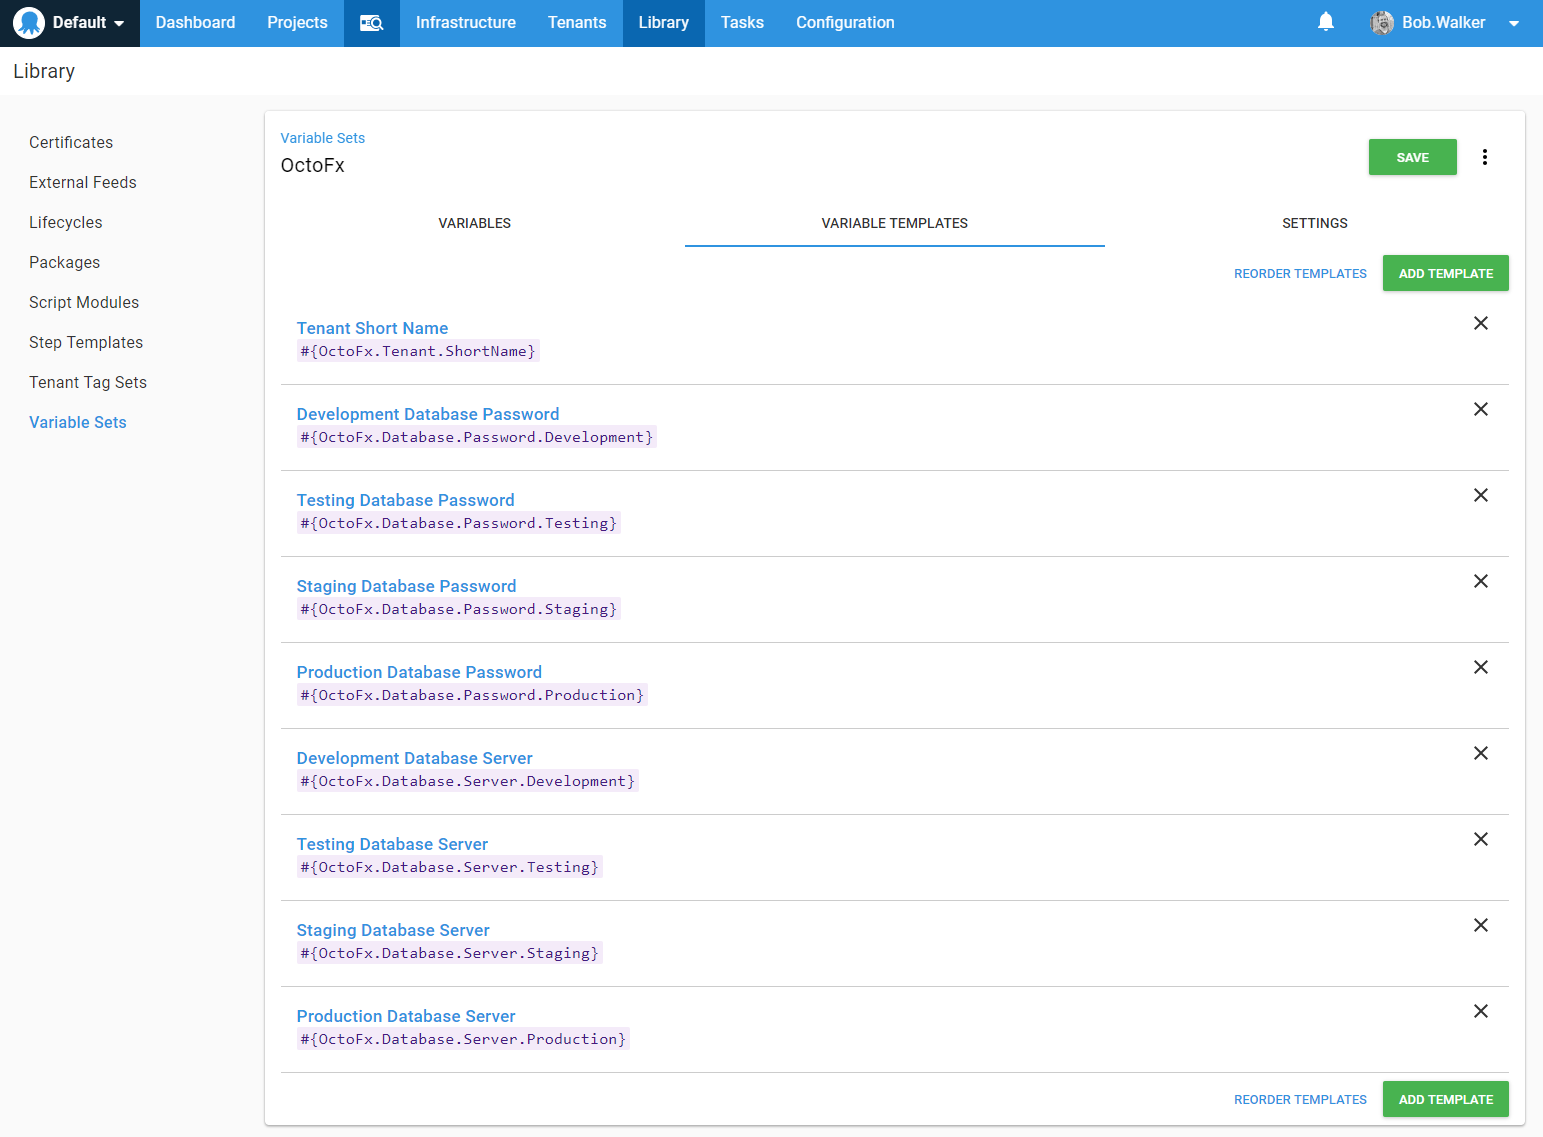 Default Dashboard Projects Infrastructure Tenants Library Tasks Configuration Bob.Walker
Library
Certificates
External Feeds
Lifecycles
Packages
Script Modules
Step Templates
Tenant Tag Sets
Variable Sets
Variable Sets
OctoFx
SAVE
VARIABLES VARIABLE TEMPLATES SETTINGS
REORDER TEMPLATES ADD TEMPLATE
Tenant Short Name
#{OctoFx.Tenant.ShortName}
Development Database Password
#{OctoFx.Database.Password.Development}
Testing Database Password
#{OctoFx.Database.Password.Testing}
Staging Database Password
#{OctoFx.Database.Password.Staging}
Production Database Password
#{OctoFx.Database.Password.Production}
Development Database Server
#{OctoFx.Database.Server.Development}
Testing Database Server
#{OctoFx.Database.Server.Testing}
Staging Database Server
#{OctoFx.Database.Server.Staging}
Production Database Server
#{OctoFx.Database.Server.Production}
REORDER TEMPLATES ADD TEMPLATE